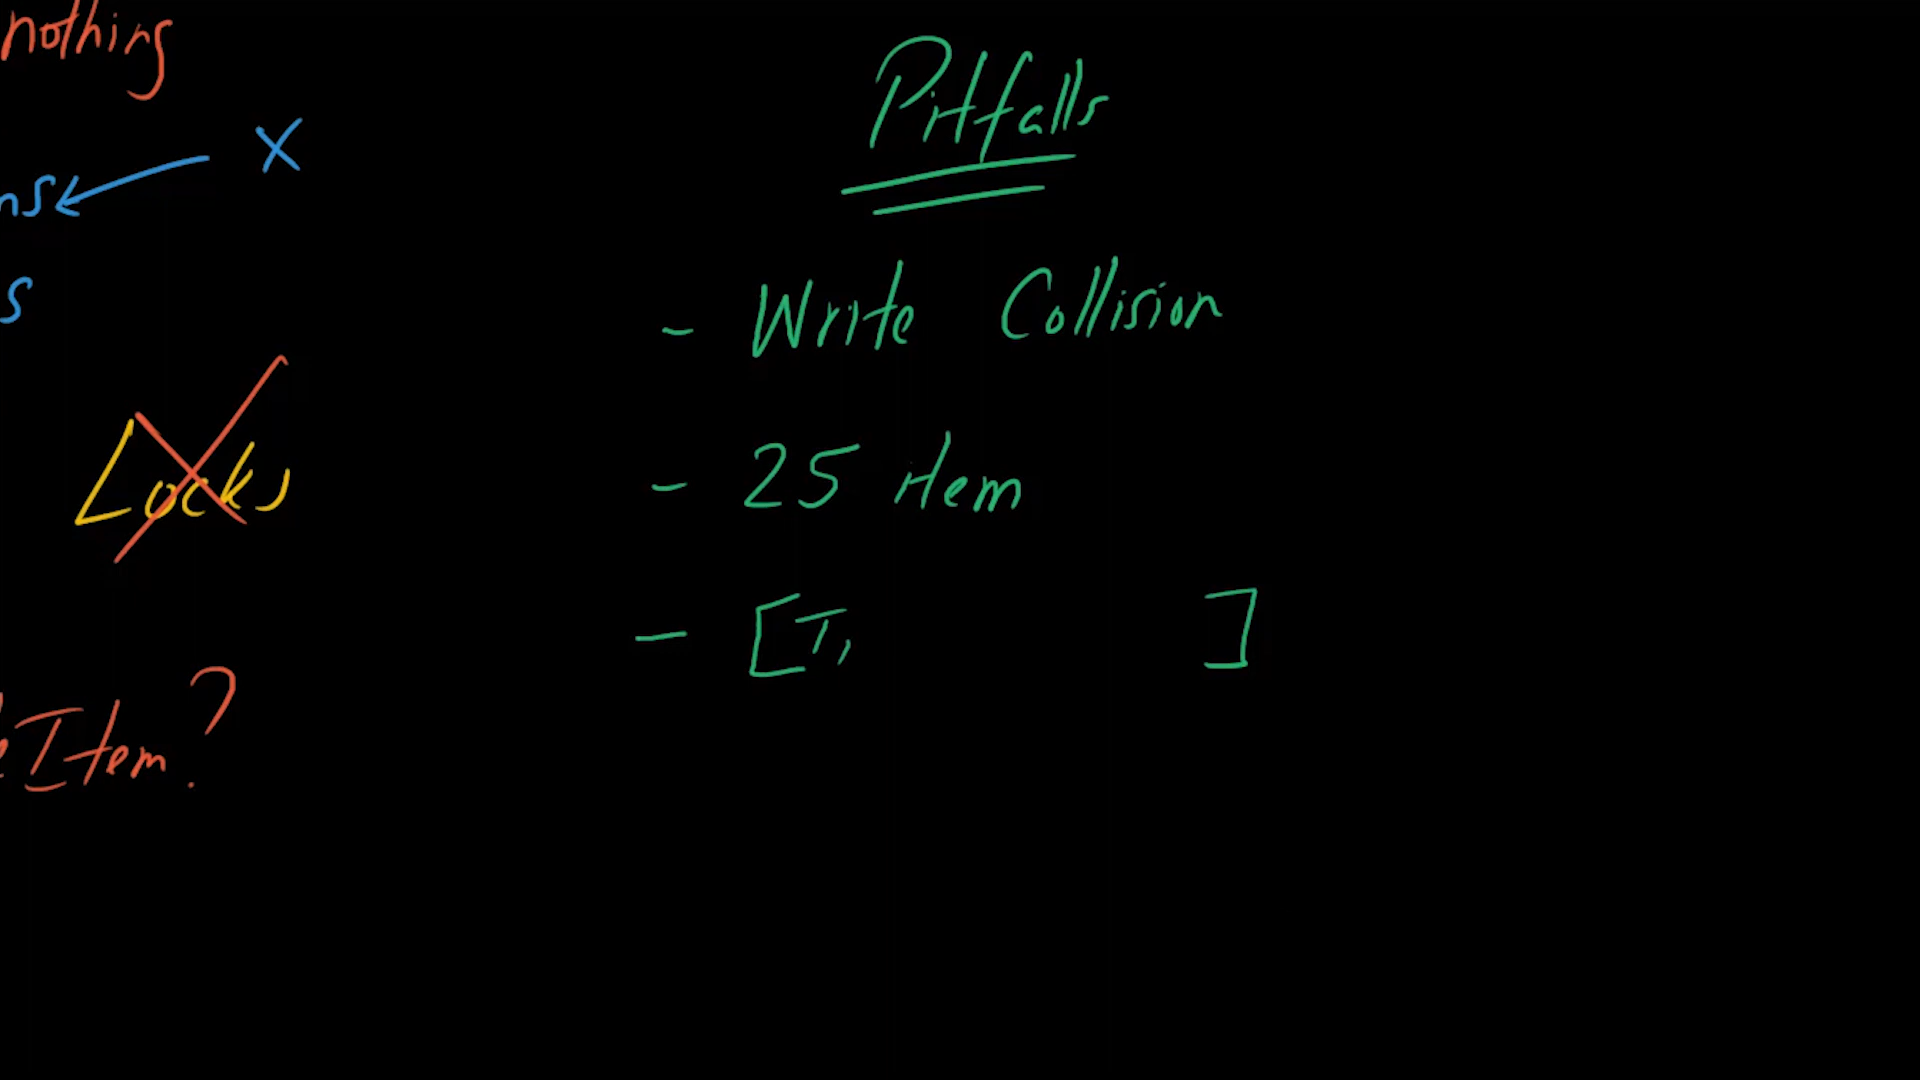 nothing
X
ns
s
Locks
Item?
Pitfalls
- Write Collision
- 25 item
- [T,          ]